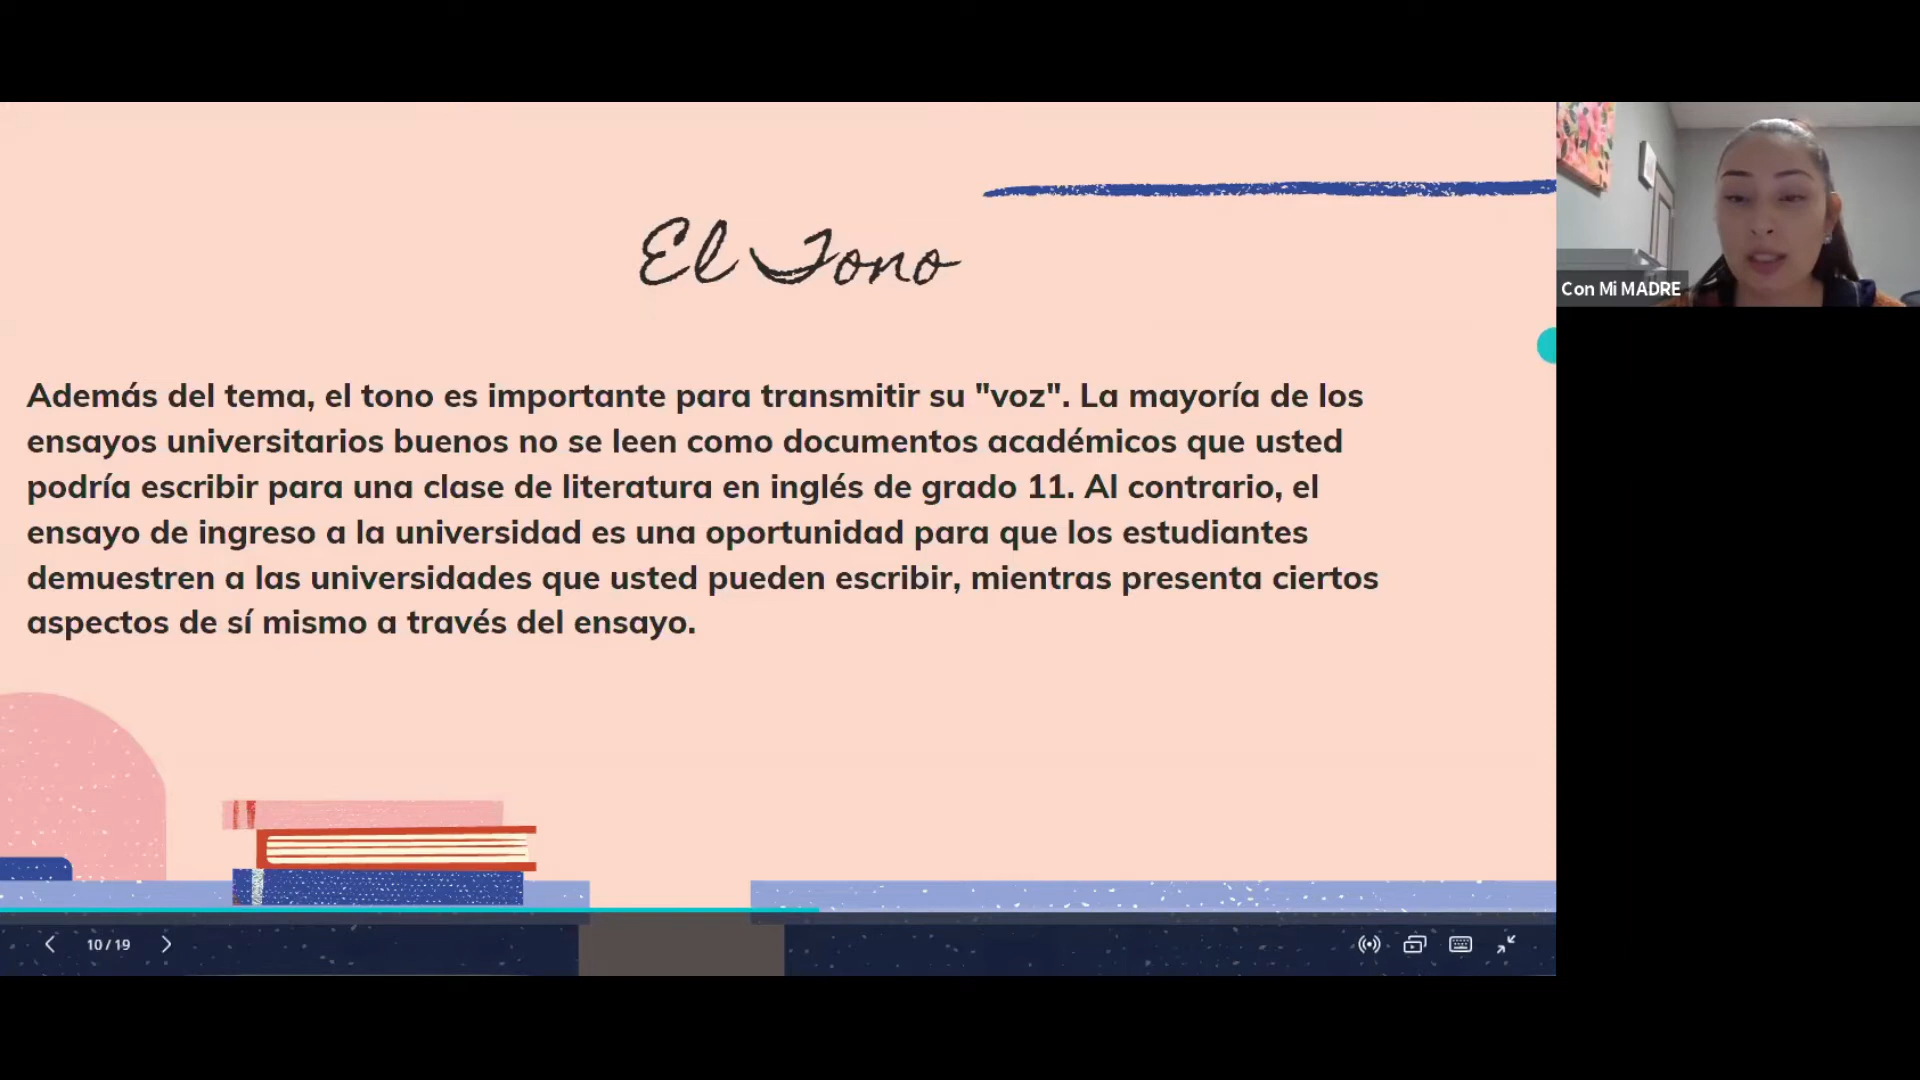 El Tono
Además del tema, el tono es importante para transmitir su "voz". La mayoría de los
ensayos universitarios buenos no se leen como documentos académicos que usted
podría escribir para una clase de literatura en inglés de grado 11. Al contrario, el
ensayo de ingreso a la universidad es una oportunidad para que los estudiantes
demuestren a las universidades que usted pueden escribir, mientras presenta ciertos
aspectos de sí mismo a través del ensayo.
Con Mi MADRE
10 / 19